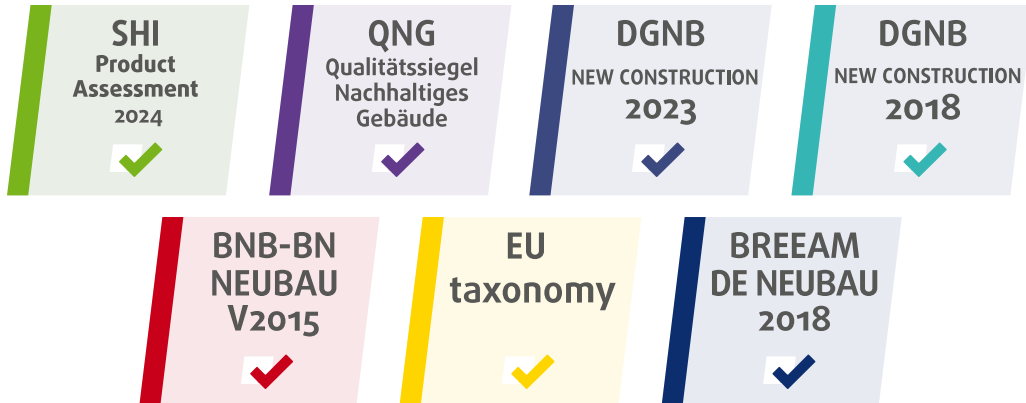 SHI
Product
Assessment
2024
QNG
Qualitätssiegel
Nachhaltiges
Gebäude
DGNB
NEW CONSTRUCTION
2023
DGNB
NEW CONSTRUCTION
2018
BNB-BN
NEUBAU
V2015
EU
taxonomy
BREEAM
DE NEUBAU
2018